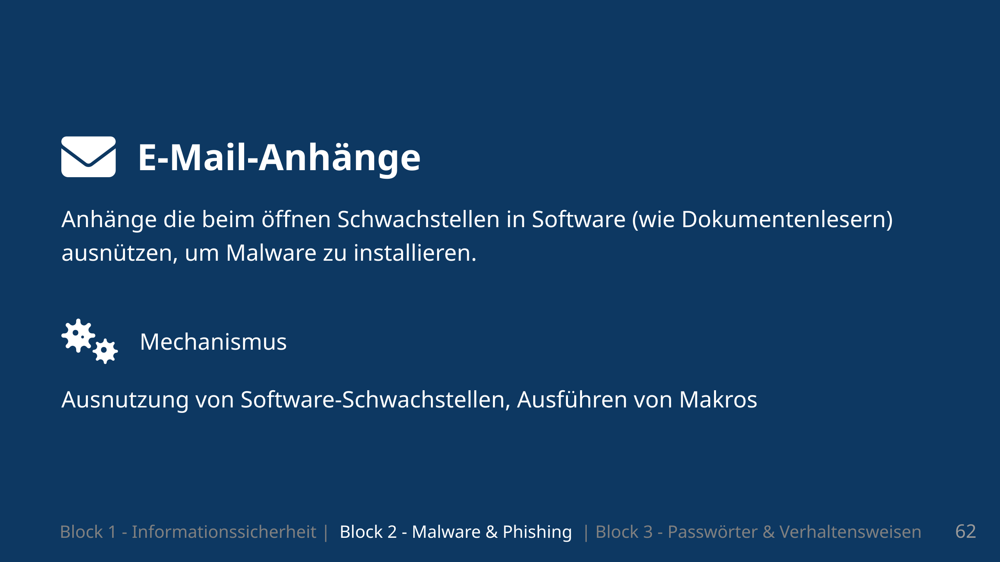 E-Mail-Anhänge
Anhänge die beim öffnen Schwachstellen in Software (wie Dokumentenlesern)
ausnützen, um Malware zu installieren.
Mechanismus
Ausnutzung von Software-Schwachstellen, Ausführen von Makros
Block 1 - Informationssicherheit | Block 2 - Malware & Phishing | Block 3 - Passwörter & Verhaltensweisen 62